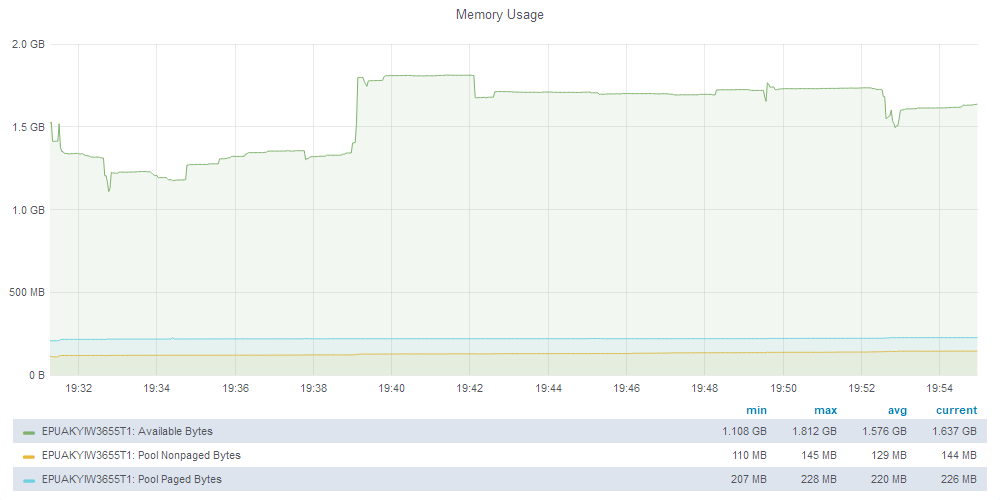 Memory Usage
2.0 GB
1.5 GB
1.0 GB
500 MB
0 B
19:32 19:34 19:36 19:38 19:40 19:42 19:44 19:46 19:48 19:50 19:52 19:54
min max avg current
EPUAKYIW3655T1: Available Bytes 1.108 GB 1.812 GB 1.576 GB 1.637 GB
EPUAKYIW3655T1: Pool Nonpaged Bytes 110 MB 145 MB 129 MB 144 MB
EPUAKYIW3655T1: Pool Paged Bytes 207 MB 228 MB 220 MB 226 MB